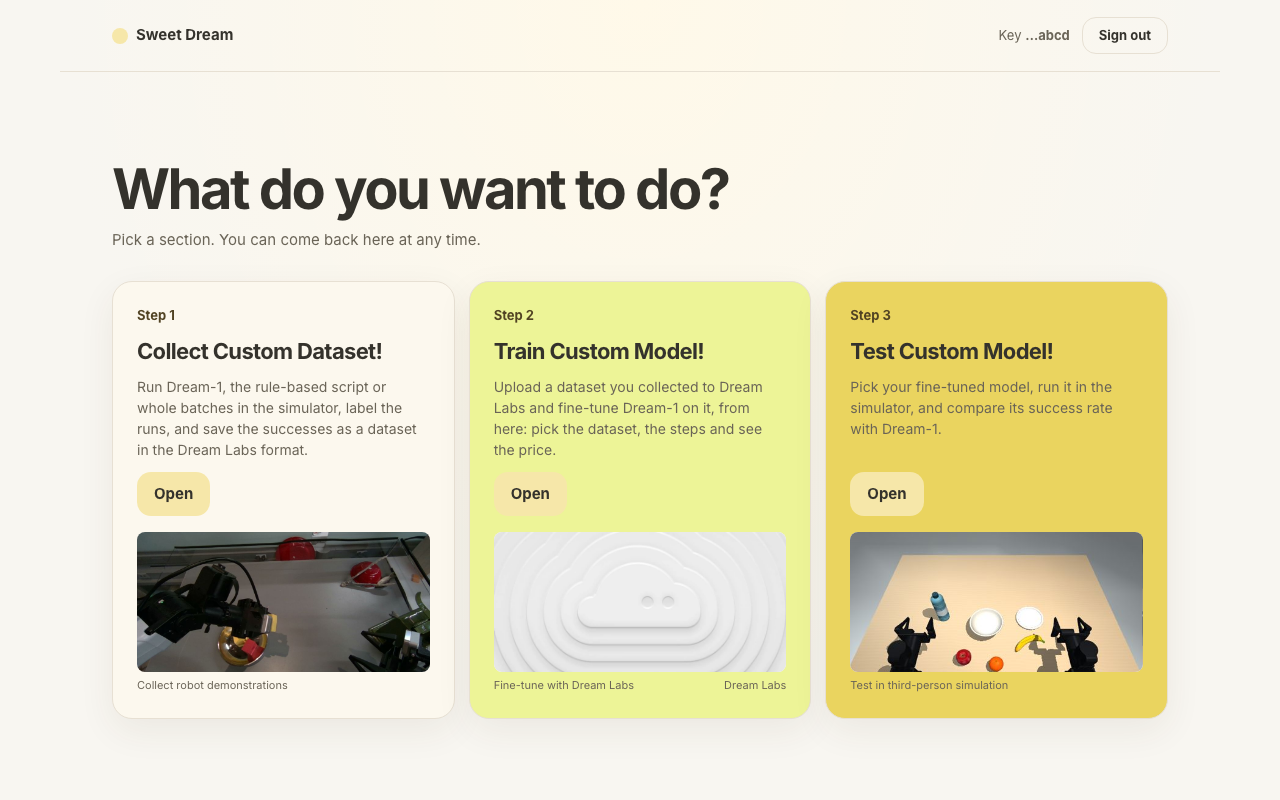 Sweet Dream
Key ...abcd
Sign out
What do you want to do?
Pick a section. You can come back here at any time.
Step 1
Collect Custom Dataset!
Run Dream-1, the rule-based script or
whole batches in the simulator, label the
runs, and save the successes as a dataset
in the Dream Labs format.
Open
Collect robot demonstrations
Step 2
Train Custom Model!
Upload a dataset you collected to Dream
Labs and fine-tune Dream-1 on it, from
here: pick the dataset, the steps and see
the price.
Open
Fine-tune with Dream Labs
Dream Labs
Step 3
Test Custom Model!
Pick your fine-tuned model, run it in the
simulator, and compare its success rate
with Dream-1.
Open
Test in third-person simulation